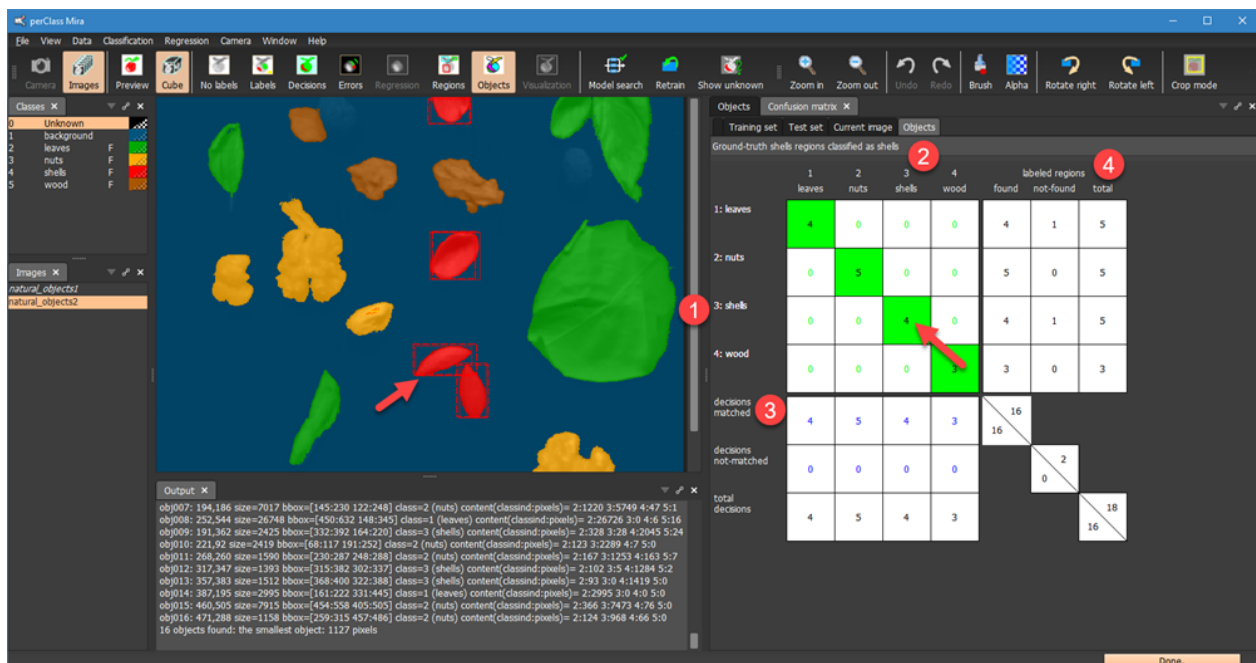 perClass Mira
File View Data Classification Regression Camera Window Help
Camera Images Preview Cube No labels Labels Decisions Errors Regression Regions Objects Visualization Model search Retrain Show unknown Zoom in Zoom out Undo Redo Brush Alpha Rotate right Rotate left Crop mode
Classes
0 Unknown
1 background
2 leaves F
3 nuts F
4 shells F
5 wood F
Images
natural_objects1
natural_objects2
1
Output
obj007: 194,186 size=7017 bbox=[145:230 122:248] class=2 (nuts) content(classind:pixels)= 2:1220 3:5749 4:47 5:1
obj008: 252,544 size=26748 bbox=[450:632 148:345] class=1 (leaves) content(classind:pixels)= 2:26726 3:0 4:6 5:16
obj009: 191,362 size=2425 bbox=[332:392 164:220] class=3 (shells) content(classind:pixels)= 2:328 3:28 4:2045 5:24
obj010: 221,92 size=2419 bbox=[68:117 191:252] class=2 (nuts) content(classind:pixels)= 2:123 3:2289 4:7 5:0
obj011: 268,260 size=1590 bbox=[230:287 248:288] class=2 (nuts) content(classind:pixels)= 2:167 3:1253 4:163 5:7
obj012: 317,347 size=1393 bbox=[315:382 302:337] class=3 (shells) content(classind:pixels)= 2:102 3:5 4:1284 5:2
obj013: 357,383 size=1512 bbox=[368:400 322:388] class=3 (shells) content(classind:pixels)= 2:93 3:0 4:1419 5:0
obj014: 387,195 size=2995 bbox=[161:222 331:445] class=1 (leaves) content(classind:pixels)= 2:2995 3:0 4:0 5:0
obj015: 460,505 size=7915 bbox=[454:558 405:505] class=2 (nuts) content(classind:pixels)= 2:366 3:7473 4:76 5:0
obj016: 471,288 size=1158 bbox=[259:315 457:486] class=2 (nuts) content(classind:pixels)= 2:124 3:968 4:66 5:0
16 objects found: the smallest object: 1127 pixels
Objects Confusion matrix
Training set Test set Current image Objects
Ground-truth shells regions classified as shells
2
4
1 2 3 4 labeled regions
leaves nuts shells wood found not-found total
1: leaves 4 0 0 0 4 1 5
2: nuts 0 5 0 0 5 0 5
3: shells 0 0 4 0 4 1 5
4: wood 0 0 0 3 3 0 3
decisions
matched 3 4 5 4 3 16 16
decisions
not-matched 0 0 0 0 2 0
total
decisions 4 5 4 3 18 16
Done.